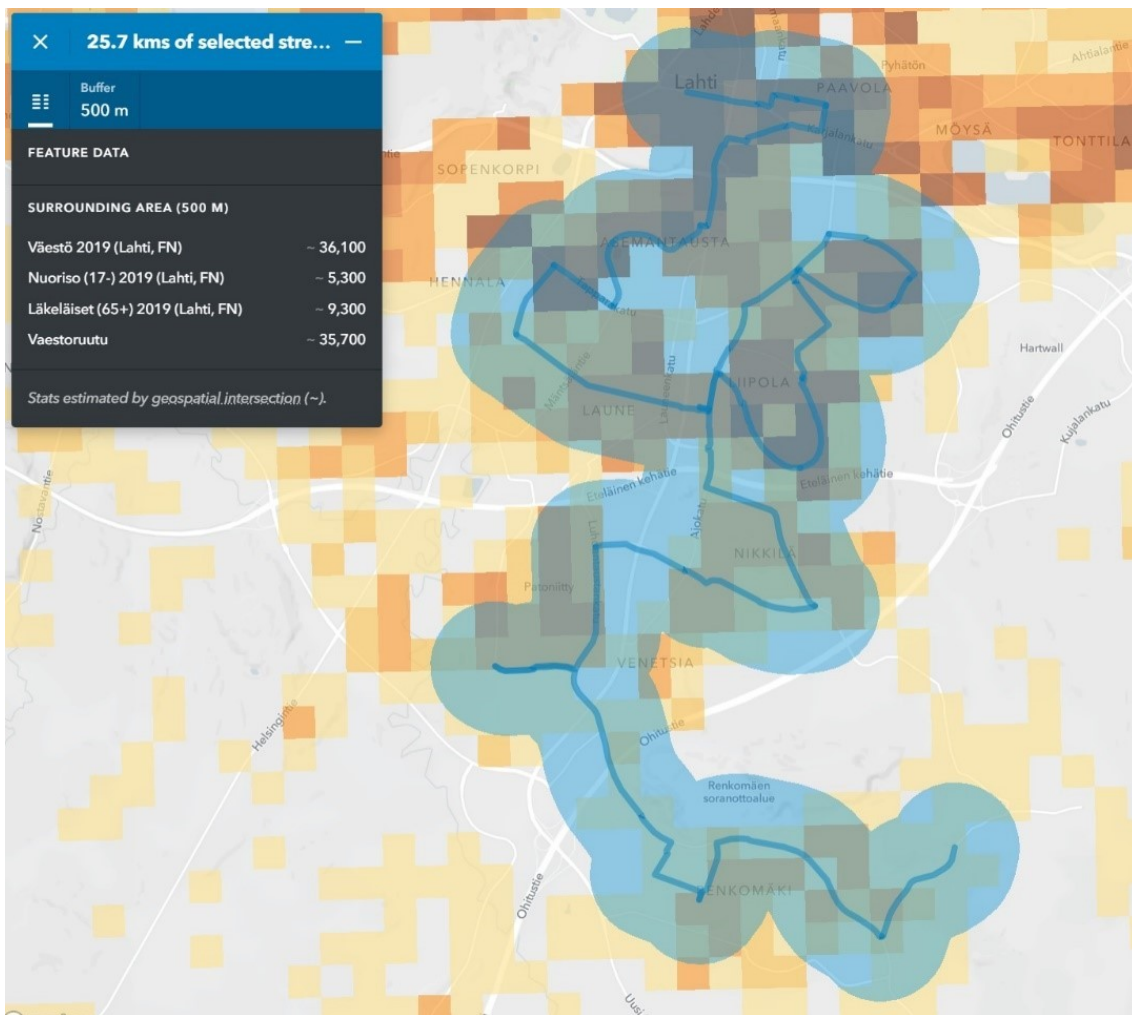 25.7 kms of selected stre...
Buffer
500 m
FEATURE DATA
SURROUNDING AREA (500 M)
Väestö 2019 (Lahti, FN) ~ 36,100
Nuoriso (17-) 2019 (Lahti, FN) ~ 5,300
Läkeläiset (65+) 2019 (Lahti, FN) ~ 9,300
Vaestoruutu ~ 35,700
Stats estimated by geospatial intersection (~).
Ahtialantie
Pyhätön
Lahti
PAAVOLA
Karjalankatu
MÖYSÄ
TONTTILA
SOPENKORPI
ASEMANTAUSTA
HENNALA
Hartwall
LIIPOLA
LAUNE
Ohitustie
Kujalankatu
Eteläinen kehätie
Eteläinen kehätie
Nostavantie
Ajokatu
NIKKILÄ
Patoniitty
VENETSIA
Helsingintie
Ohitustie
Renkomäen
soranottoalue
RENKOMÄKI
Ohitustie
Uusi